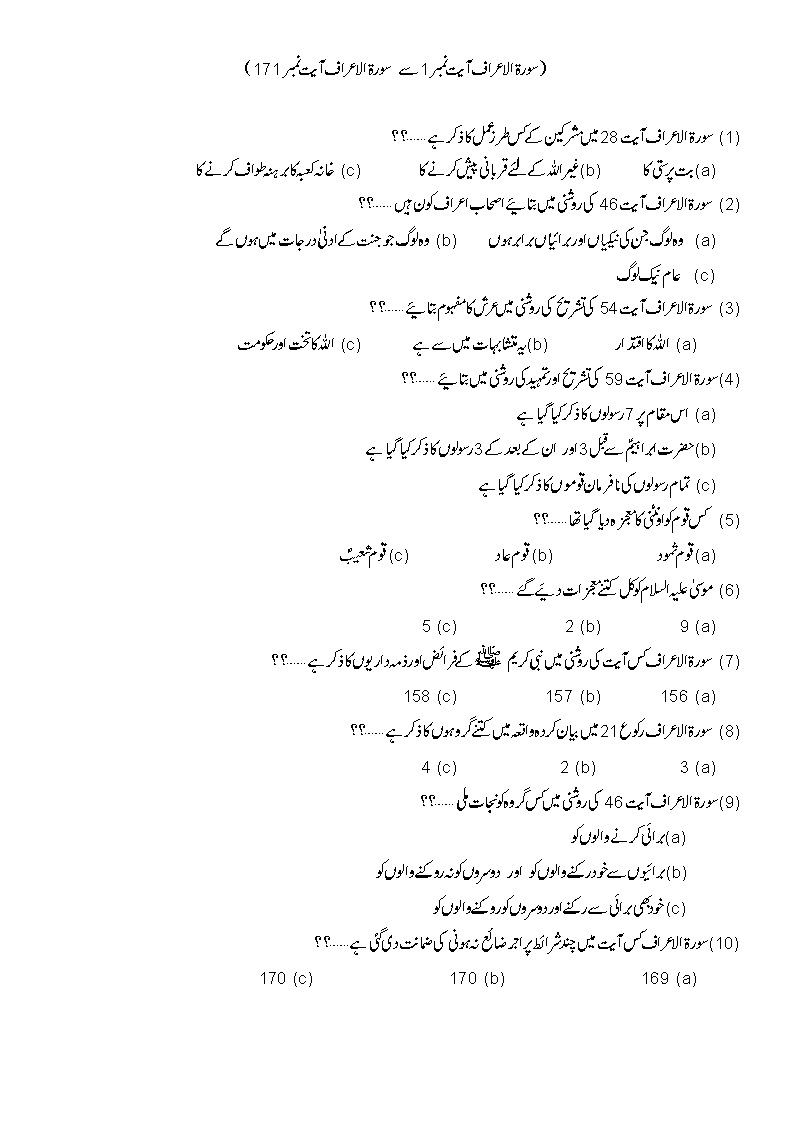 (سورۃ الاعراف آیت نمبر 1 سے سورۃ الاعراف آیت نمبر 171)
(1) سورۃ الاعراف آیت 28 میں مشرکین کے کس طرز عمل کا ذکر ہے ......؟؟
(a) بت پرستی کا (b) غیر اللہ کے لئے قربانی پیش کرنے کا (c) خانہ کعبہ کا برہنہ طواف کرنے کا
(2) سورۃ الاعراف آیت 46 کی روشنی میں بتایئے اصحاب اعراف کون ہیں ......؟؟
(a) وہ لوگ جن کی نیکیاں اور برائیاں برابر ہوں (b) وہ لوگ جو جنت کے ادنیٰ درجات میں ہوں گے
(c) عام نیک لوگ
(3) سورۃ الاعراف آیت 54 کی تشریح کی روشنی میں عرش کا مفہوم بتایئے ......؟؟
(a) اللہ کا اقتدار (b) یہ متشابہات میں سے ہے (c) اللہ کا تخت اور حکومت
(4) سورۃ الاعراف آیت 59 کی تشریح اور تمہید کی روشنی میں بتایئے ......؟؟
(a) اس مقام پر 7 رسولوں کا ذکر کیا گیا ہے
(b) حضرت ابراہیمؑ سے قبل 3 اور ان کے بعد کے 3 رسولوں کا ذکر کیا گیا ہے
(c) تمام رسولوں کی نافرمان قوموں کا ذکر کیا گیا ہے
(5) کس قوم کو اونٹنی کا معجزہ دیا گیا تھا ......؟؟
(a) قوم ثمود (b) قوم عاد (c) قوم شعیبؑ
(6) موسیٰ علیہ السلام کو کل کتنے معجزات دیئے گئے ......؟؟
(a) 9 (b) 2 (c) 5
(7) سورۃ الاعراف کس آیت کی روشنی میں نبی کریم ﷺ کے فرائض اور ذمہ داریوں کا ذکر ہے ......؟؟
(a) 156 (b) 157 (c) 158
(8) سورۃ الاعراف رکوع 21 میں بیان کردہ واقعہ میں کتنے گروہوں کا ذکر ہے ......؟؟
(a) 3 (b) 2 (c) 4
(9) سورۃ الاعراف آیت 46 کی روشنی میں کس گروہ کو نجات ملی ......؟؟
(a) برائی کرنے والوں کو
(b) برائیوں سے خود رکنے والوں کو اور دوسروں کو نہ روکنے والوں کو
(c) خود بھی برائی سے رکنے اور دوسروں کو روکنے والوں کو
(10) سورۃ الاعراف کس آیت میں چند شرائط پر اجر ضائع نہ ہونی کی ضمانت دی گئی ہے ......؟؟
(a) 169 (b) 170 (c) 170